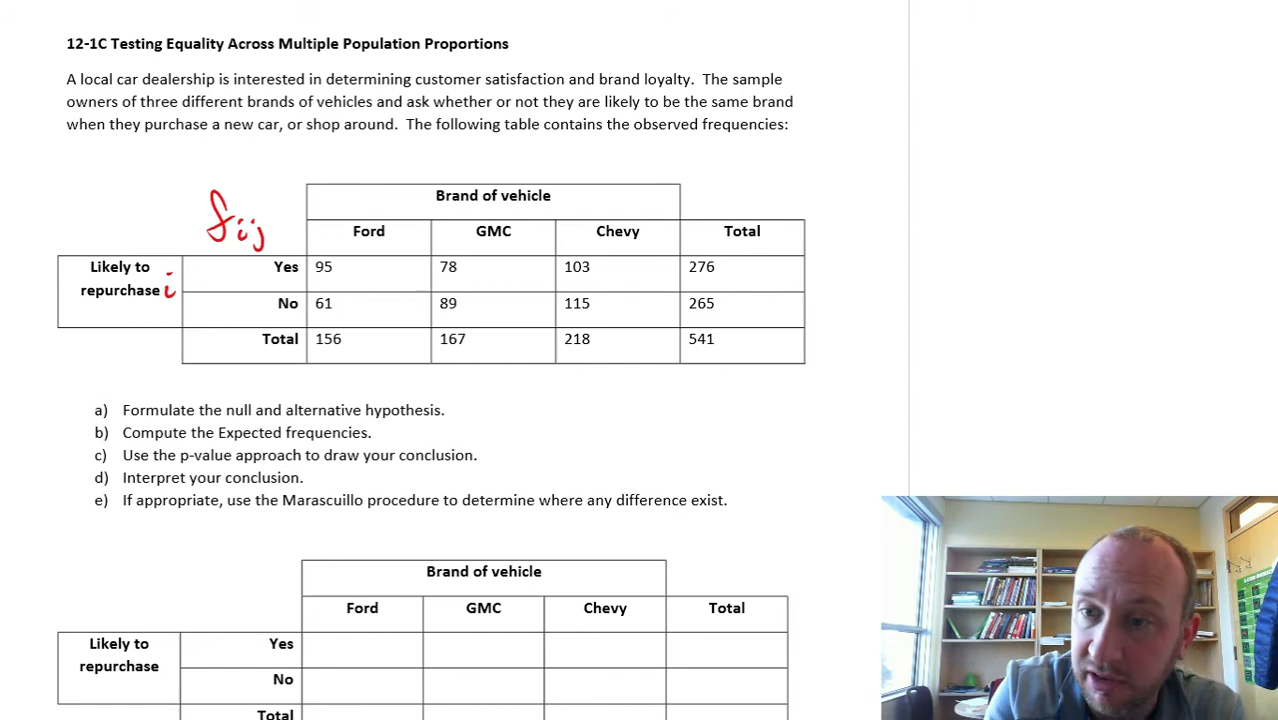 12-1C Testing Equality Across Multiple Population Proportions
A local car dealership is interested in determining customer satisfaction and brand loyalty. The sample
owners of three different brands of vehicles and ask whether or not they are likely to be the same brand
when they purchase a new car, or shop around. The following table contains the observed frequencies:
fij
Brand of vehicle
Ford GMC Chevy Total
Likely to Yes 95 78 103 276
repurchase i
No 61 89 115 265
Total 156 167 218 541
a) Formulate the null and alternative hypothesis.
b) Compute the Expected frequencies.
c) Use the p-value approach to draw your conclusion.
d) Interpret your conclusion.
e) If appropriate, use the Marascuillo procedure to determine where any difference exist.
Brand of vehicle
Ford GMC Chevy Total
Likely to Yes
repurchase
No
Total